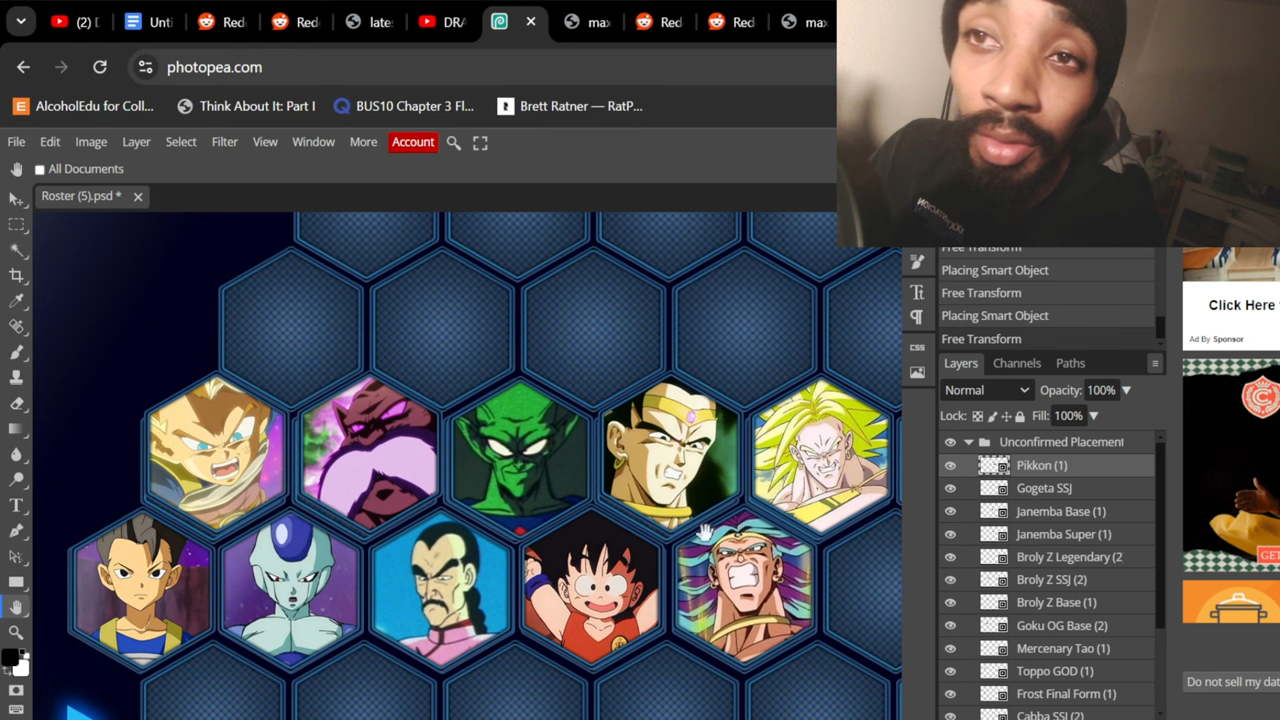 (2) D
Unti
Red
Red
late
DRA
max
Red
Red
max
photopea.com
AlcoholEdu for Coll...
Think About It: Part I
BUS10 Chapter 3 Fl...
Brett Ratner — RatP...
File Edit Image Layer Select Filter View Window More Account
All Documents
Roster (5).psd *
Free Transform
Placing Smart Object
Free Transform
Placing Smart Object
Free Transform
Layers Channels Paths
Normal Opacity: 100%
Lock: Fill: 100%
Unconfirmed Placement
Pikkon (1)
Gogeta SSJ
Janemba Base (1)
Janemba Super (1)
Broly Z Legendary (2
Broly Z SSJ (2)
Broly Z Base (1)
Goku OG Base (2)
Mercenary Tao (1)
Toppo GOD (1)
Frost Final Form (1)
Cabba SSJ (2)
CSS
Click Here
Ad By Sponsor
GET
Do not sell my dat